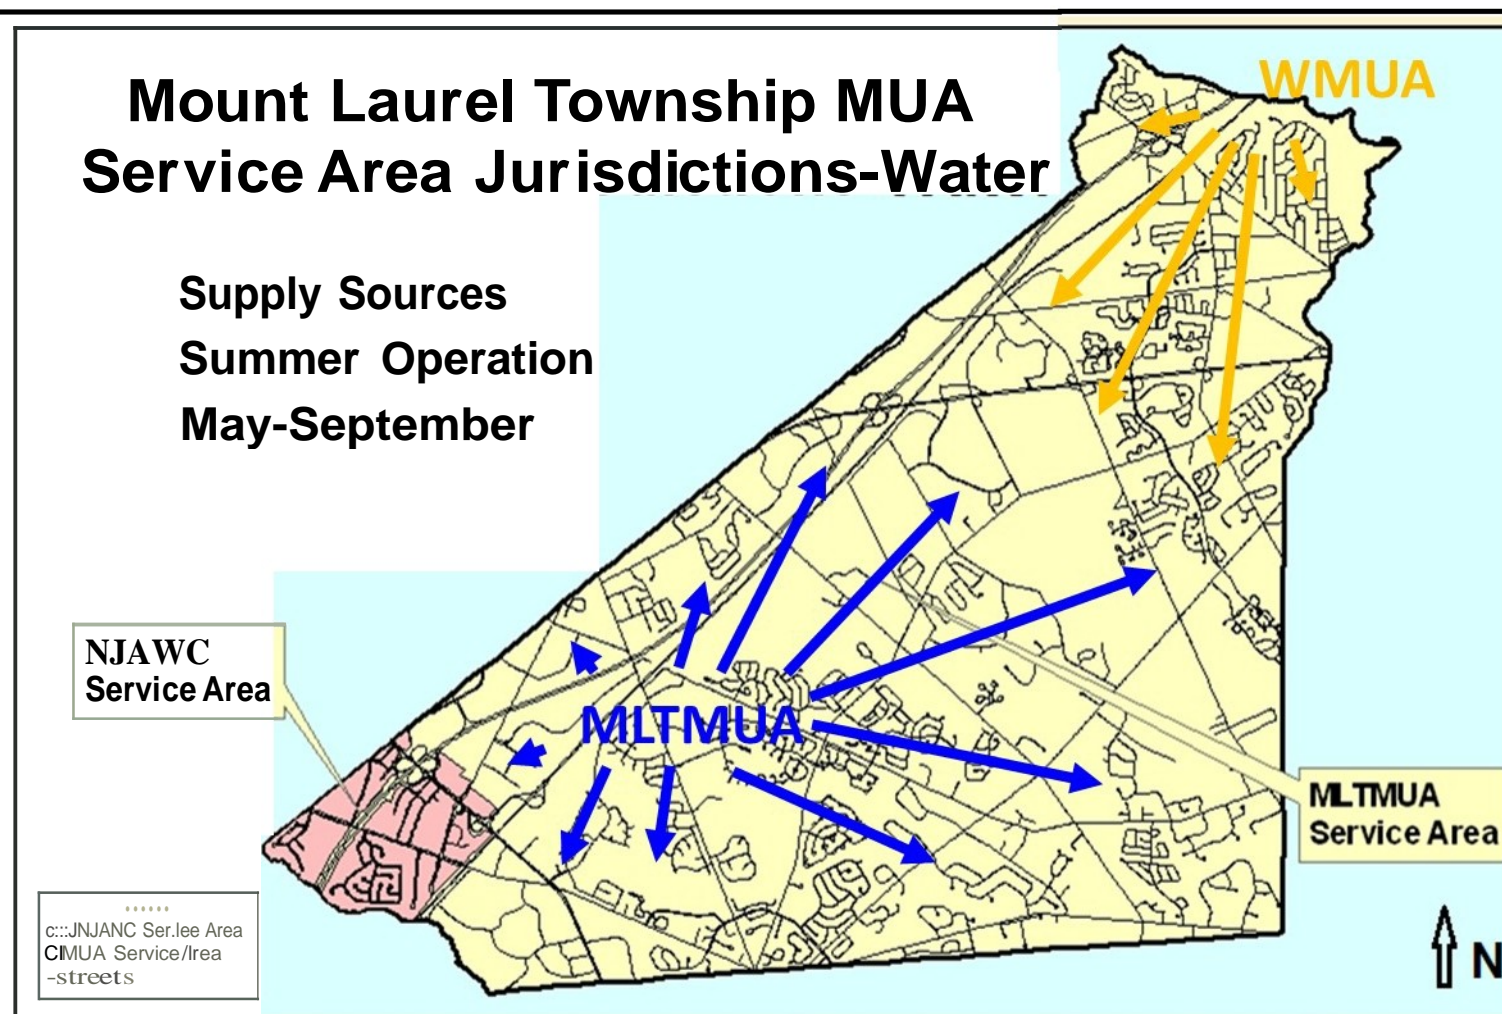 Mount Laurel Township MUA
Service Area Jurisdictions-Water
WMUA
Supply Sources
Summer Operation
May-September
NJAWC
Service Area
MLTMUA
MLTMUA
Service Area
c:::JNJANC Ser.lee Area
CIMUA Service/Irea
-streets
N